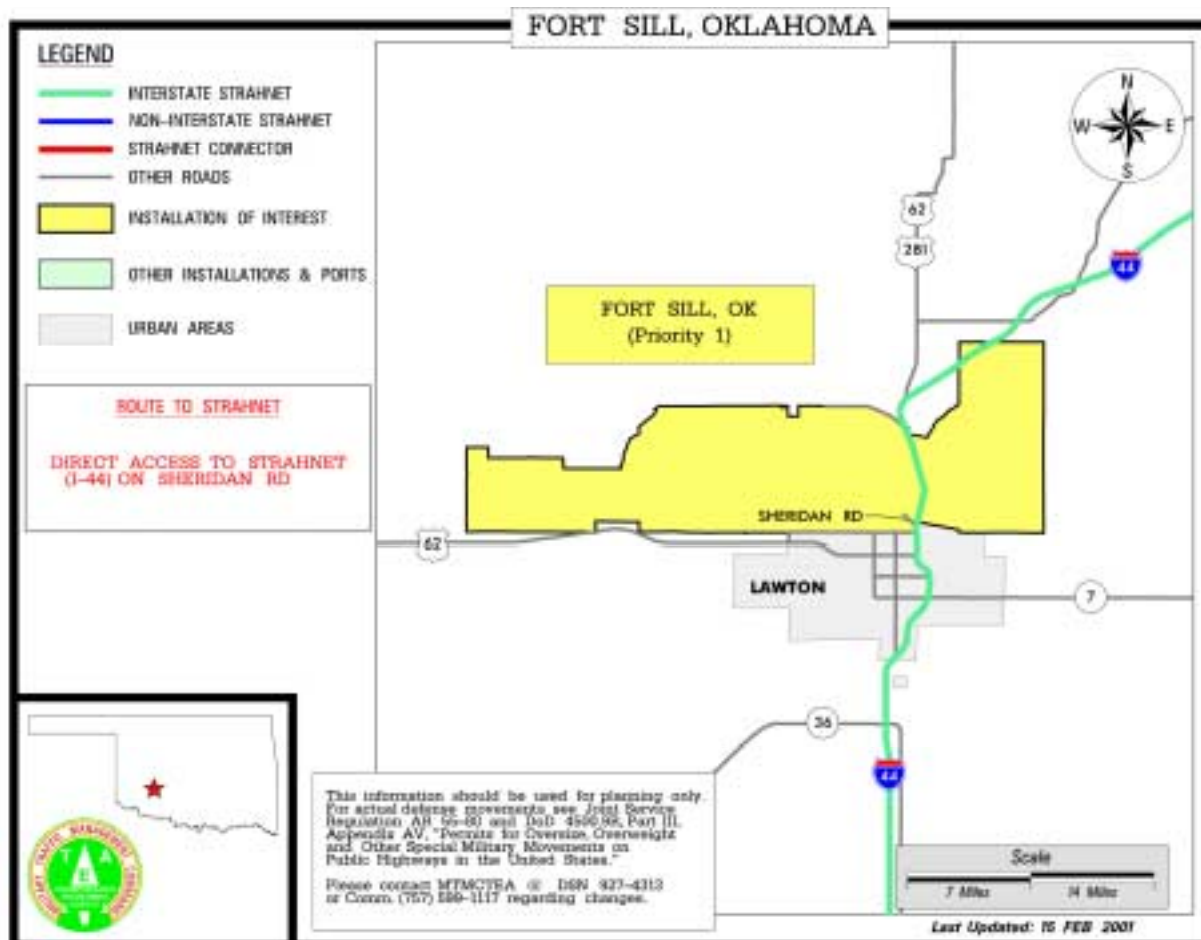 FORT SILL, OKLAHOMA
LEGEND
INTERSTATE STRAHNET
NON-INTERSTATE STRAHNET
STRAHNET CONNECTOR
OTHER ROADS
INSTALLATION OF INTEREST
OTHER INSTALLATIONS & PORTS
URBAN AREAS
ROUTE TO STRAHNET
DIRECT ACCESS TO STRAHNET
(I-44) ON SHERIDAN RD
N
W
E
S
62
281
44
FORT SILL, OK
(Priority 1)
SHERIDAN RD
62
LAWTON
7
36
44
This information should be used for planning only.
For actual defense movements see Joint Service
Regulation AR 55-80 and DoD 4500.9R, Part III,
Appendix AV, "Permits for Oversize, Overweight
and Other Special Military Movements on
Public Highways in the United States."
Please contact MTMCTEA @ DSN 927-4313
or Comm. (757) 599-1117 regarding changes.
MILITARY TRAFFIC MANAGEMENT COMMAND
T E A
Scale
7 Miles
14 Miles
Last Updated: 15 FEB 2001